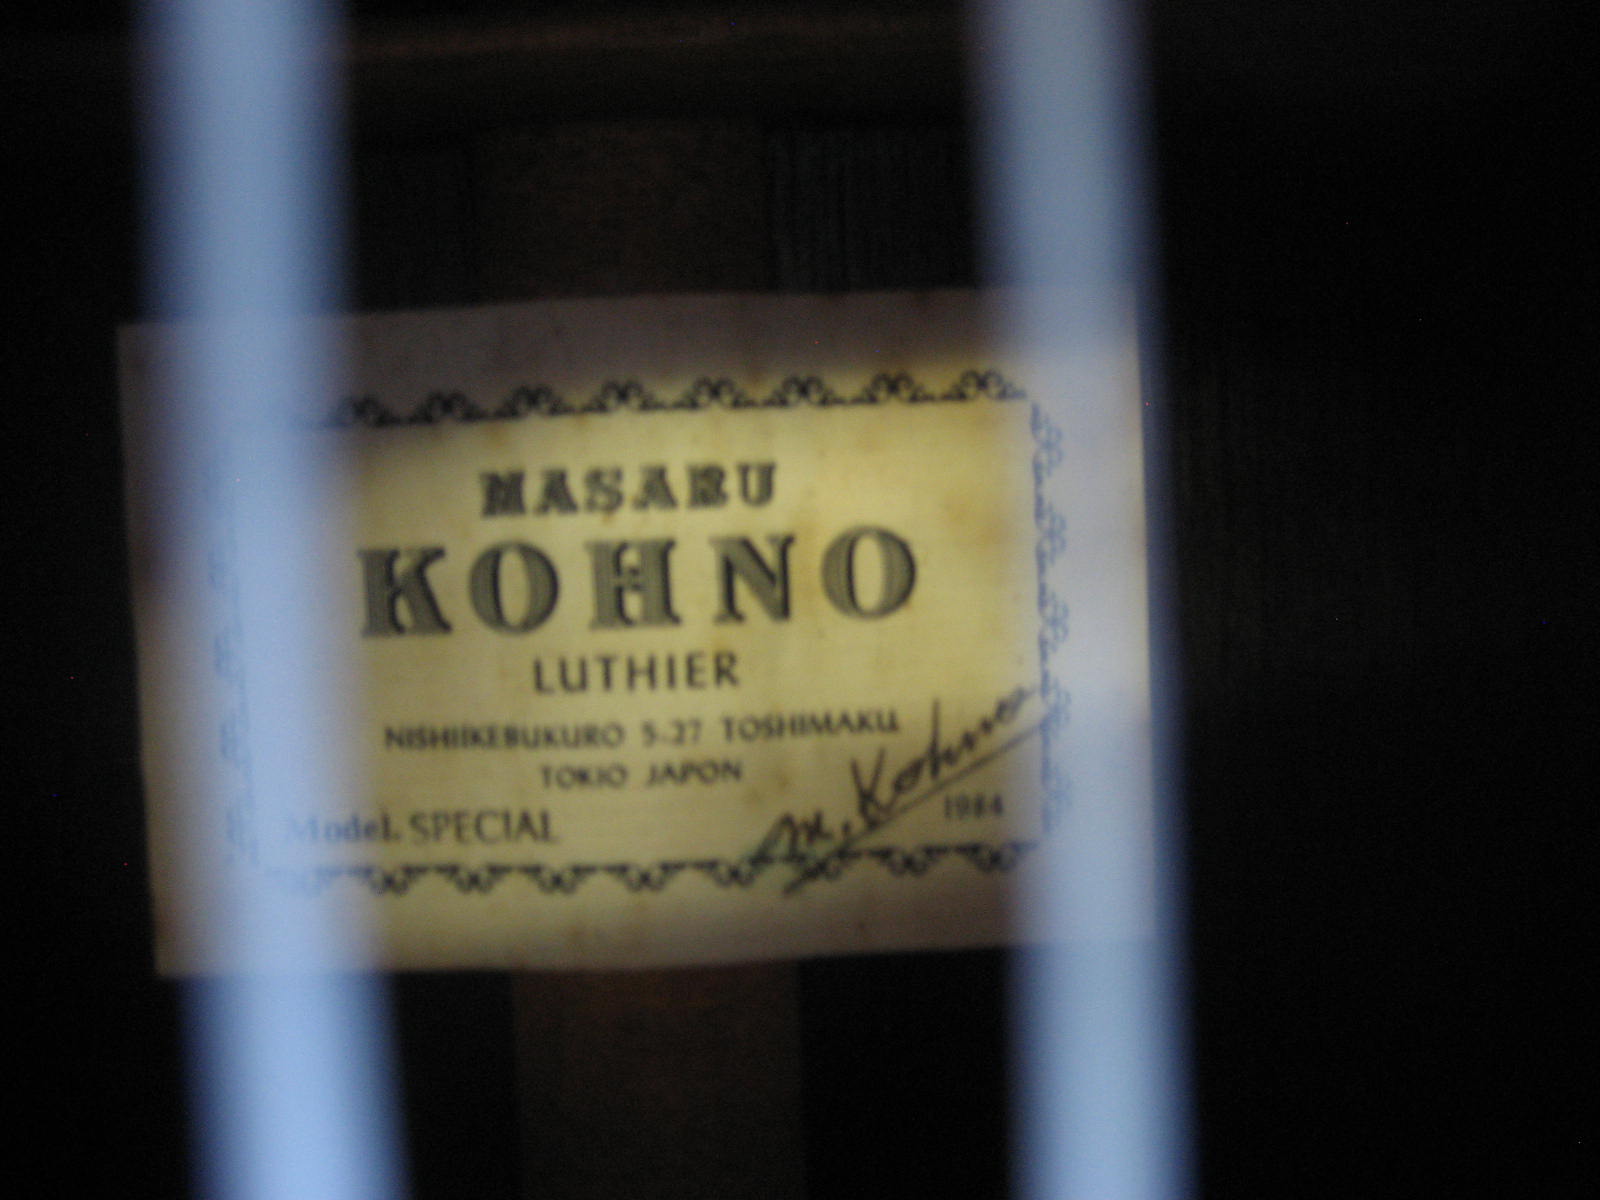 MASARU
KOHNO
LUTHIER
NISHIIKEBUKURO 5-27 TOSHIMAKU
TOKIO JAPON
Model. SPECIAL
M. Kohno
1984